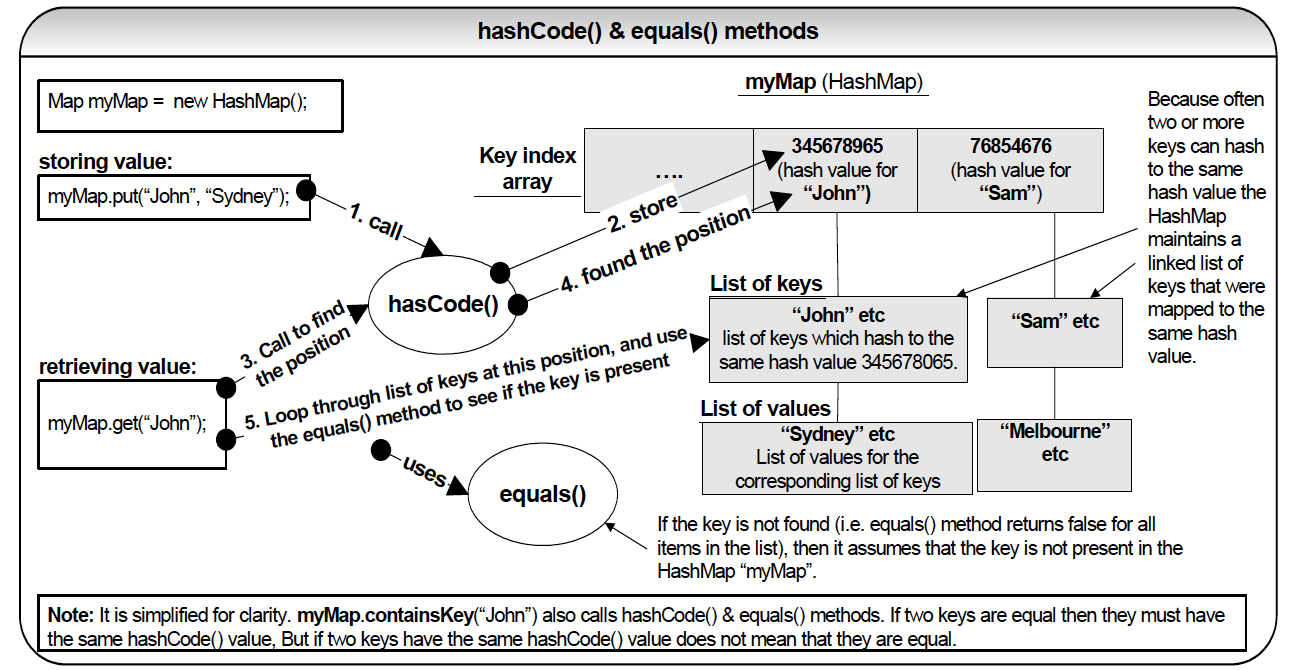 hashCode() & equals() methods
Map myMap = new HashMap();
storing value:
myMap.put(“John”, “Sydney”);
1. call
hasCode()
2. store
4. found the position
3. Call to find
the position
retrieving value:
myMap.get(“John”);
5. Loop through list of keys at this position, and use
the equals() method to see if the key is present
uses
equals()
myMap (HashMap)
Key index
array
….
345678965
(hash value for
“John”)
76854676
(hash value for
“Sam”)
List of keys
“John” etc
list of keys which hash to the
same hash value 345678065.
“Sam” etc
List of values
“Sydney” etc
List of values for the
corresponding list of keys
“Melbourne”
etc
Because often
two or more
keys can hash
to the same
hash value the
HashMap
maintains a
linked list of
keys that were
mapped to the
same hash
value.
If the key is not found (i.e. equals() method returns false for all
items in the list), then it assumes that the key is not present in the
HashMap “myMap”.
Note: It is simplified for clarity. myMap.containsKey(“John”) also calls hashCode() & equals() methods. If two keys are equal then they must have
the same hashCode() value, But if two keys have the same hashCode() value does not mean that they are equal.